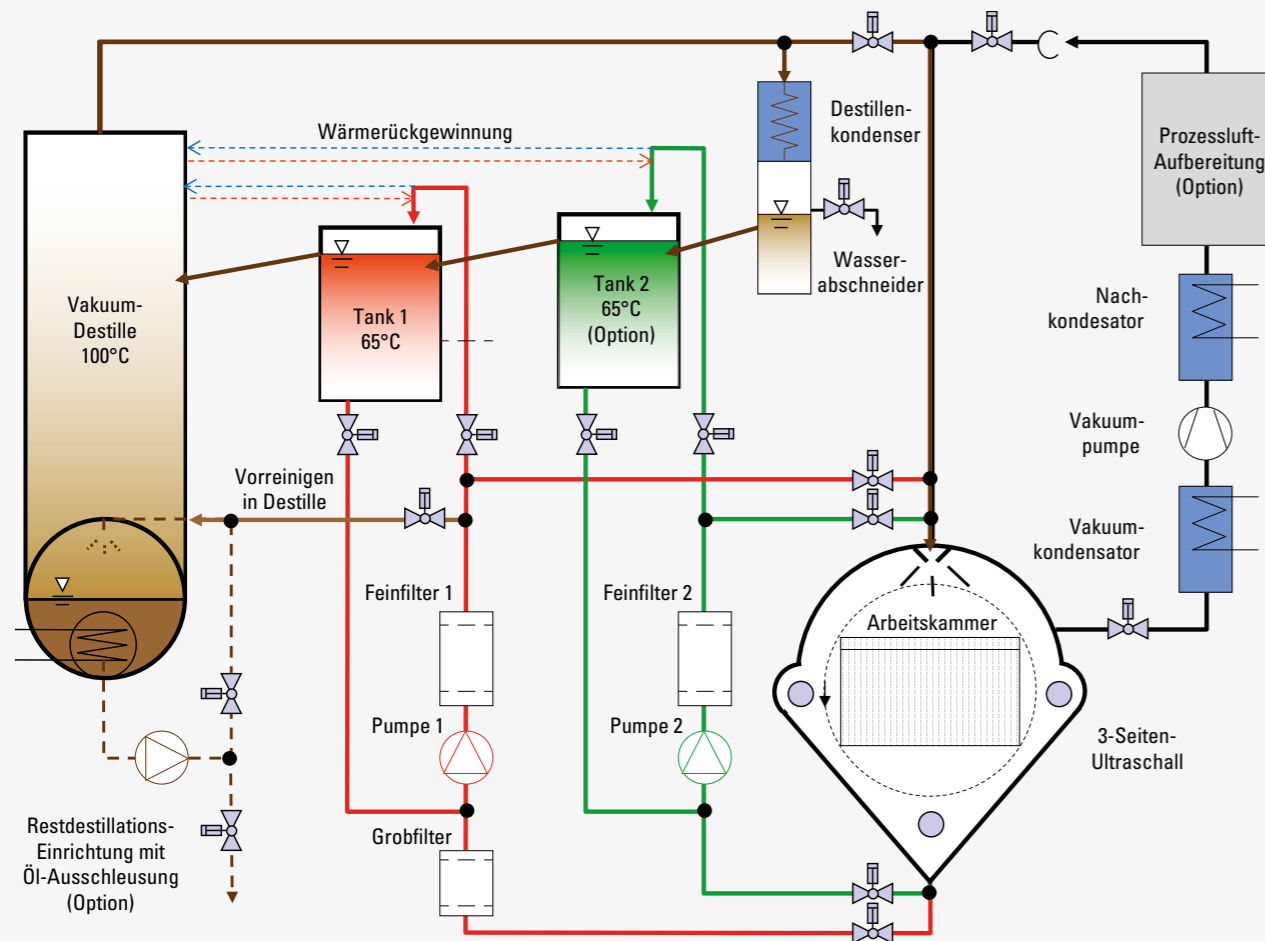 Wärmerückgewinnung
Destillen-
kondenser
Prozessluft-
Aufbereitung
(Option)
Vakuum-
Destille
100°C
Tank 1
65°C
Tank 2
65°C
(Option)
Wasser-
abschneider
Nach-
kondesator
Vakuum-
pumpe
Vorreinigen
in Destille
Vakuum-
kondensator
Feinfilter 1
Feinfilter 2
Arbeitskammer
Pumpe 1
Pumpe 2
3-Seiten-
Ultraschall
Restdestillations-
Einrichtung mit
Öl-Ausschleusung
(Option)
Grobfilter